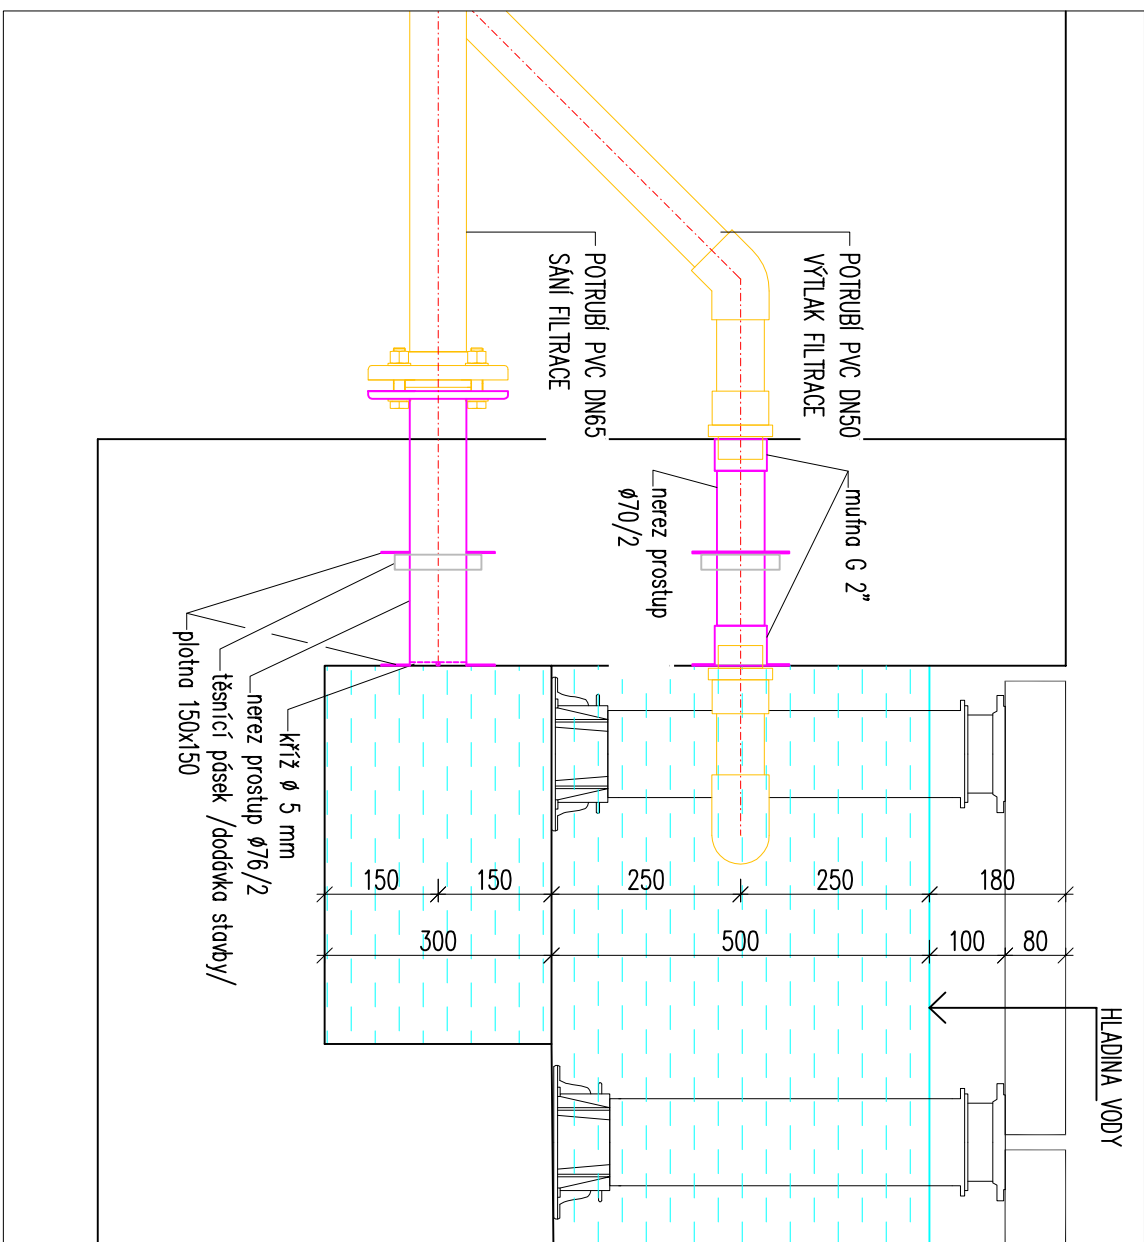 HLADINA VODY
POTRUBÍ PVC DN50
VÝTLAK FILTRACE
mufna G 2"
nerez prostup
ø70/2
POTRUBÍ PVC DN65
SÁNÍ FILTRACE
kříž ø 5 mm
nerez prostup ø76/2
těsnící pásek /dodávka stavby/
plotna 150x150
150
150
250
250
180
300
500
100
80